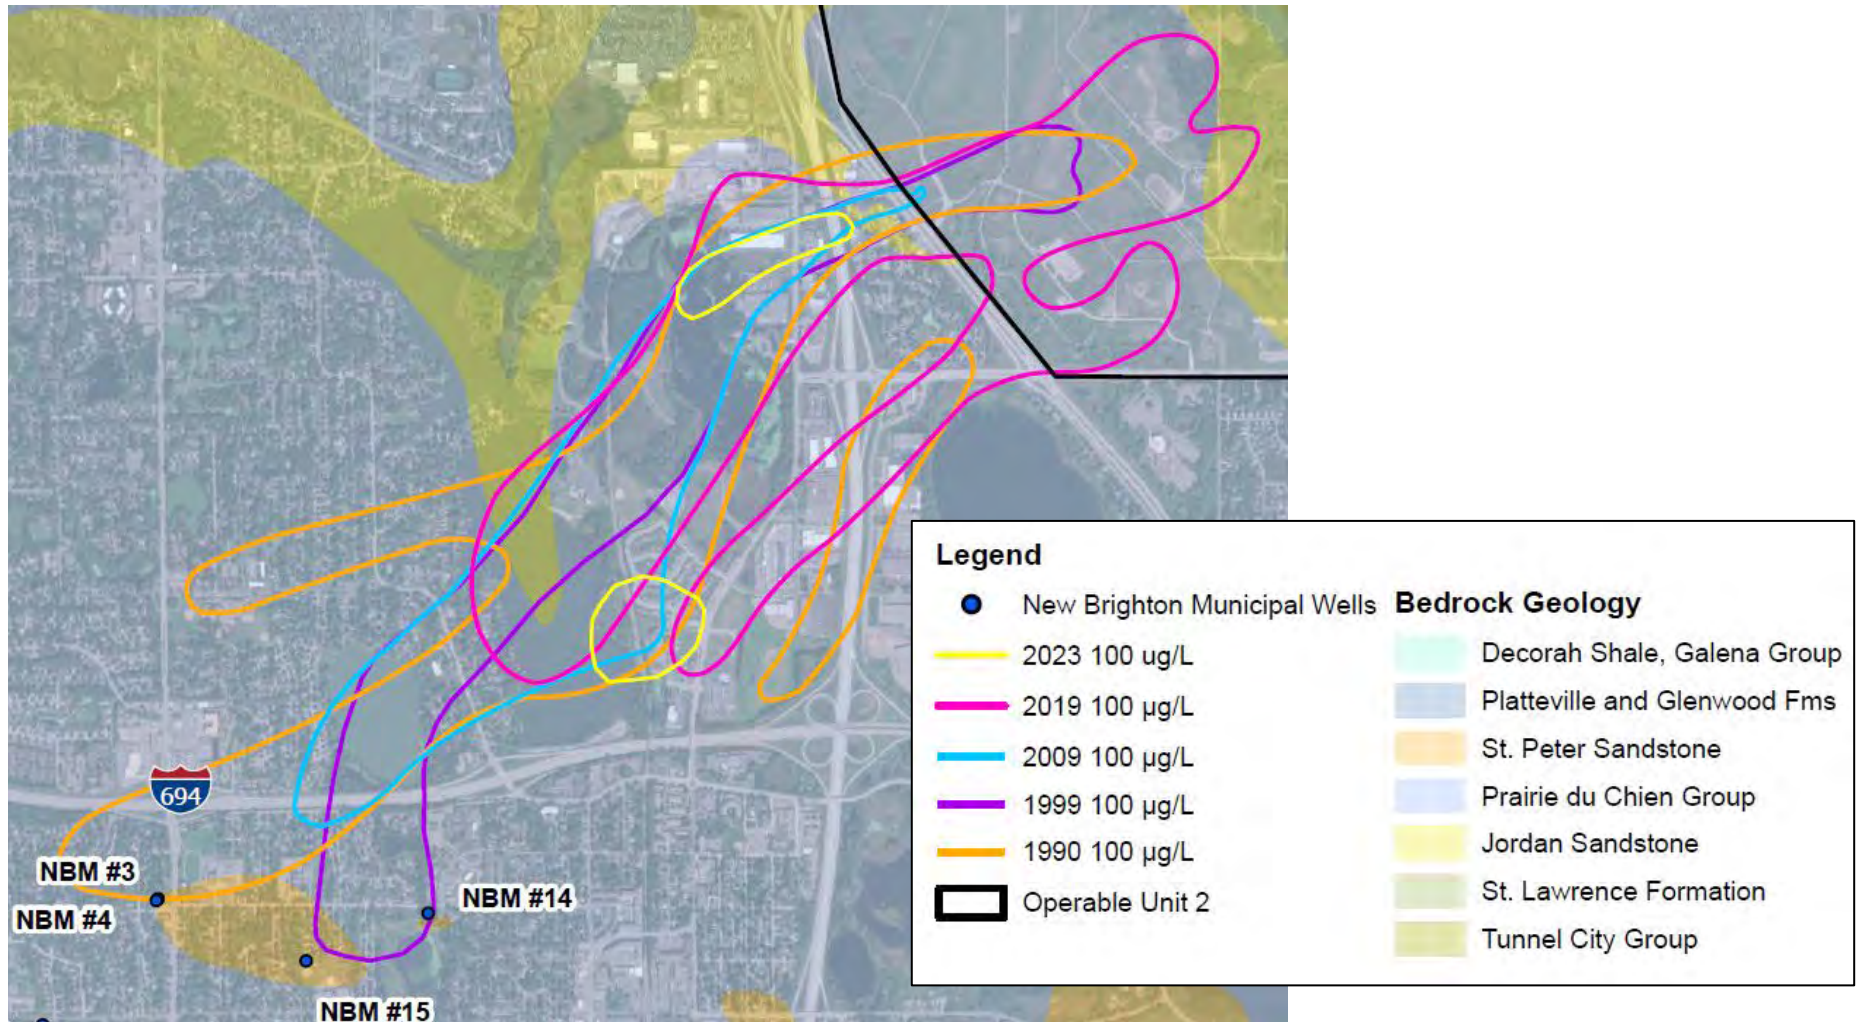 694
NBM #3
NBM #4
NBM #14
NBM #15
Legend
New Brighton Municipal Wells
2023 100 ug/L
2019 100 µg/L
2009 100 µg/L
1999 100 µg/L
1990 100 µg/L
Operable Unit 2
Bedrock Geology
Decorah Shale, Galena Group
Platteville and Glenwood Fms
St. Peter Sandstone
Prairie du Chien Group
Jordan Sandstone
St. Lawrence Formation
Tunnel City Group